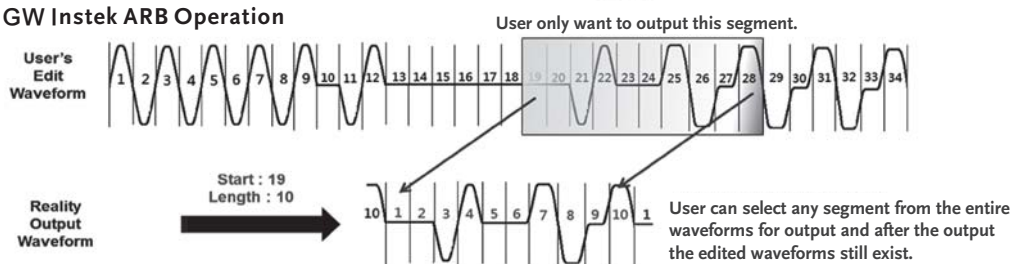 GW Instek ARB Operation
User only want to output this segment.
User's
Edit
Waveform
1 2 3 4 5 6 7 8 9 10 11 12 13 14 15 16 17 18 19 20 21 22 23 24 25 26 27 28 29 30 31 32 33 34
Start : 19
Length : 10
Reality
Output
Waveform
10 1 2 3 4 5 6 7 8 9 10 1
User can select any segment from the entire
waveforms for output and after the output
the edited waveforms still exist.